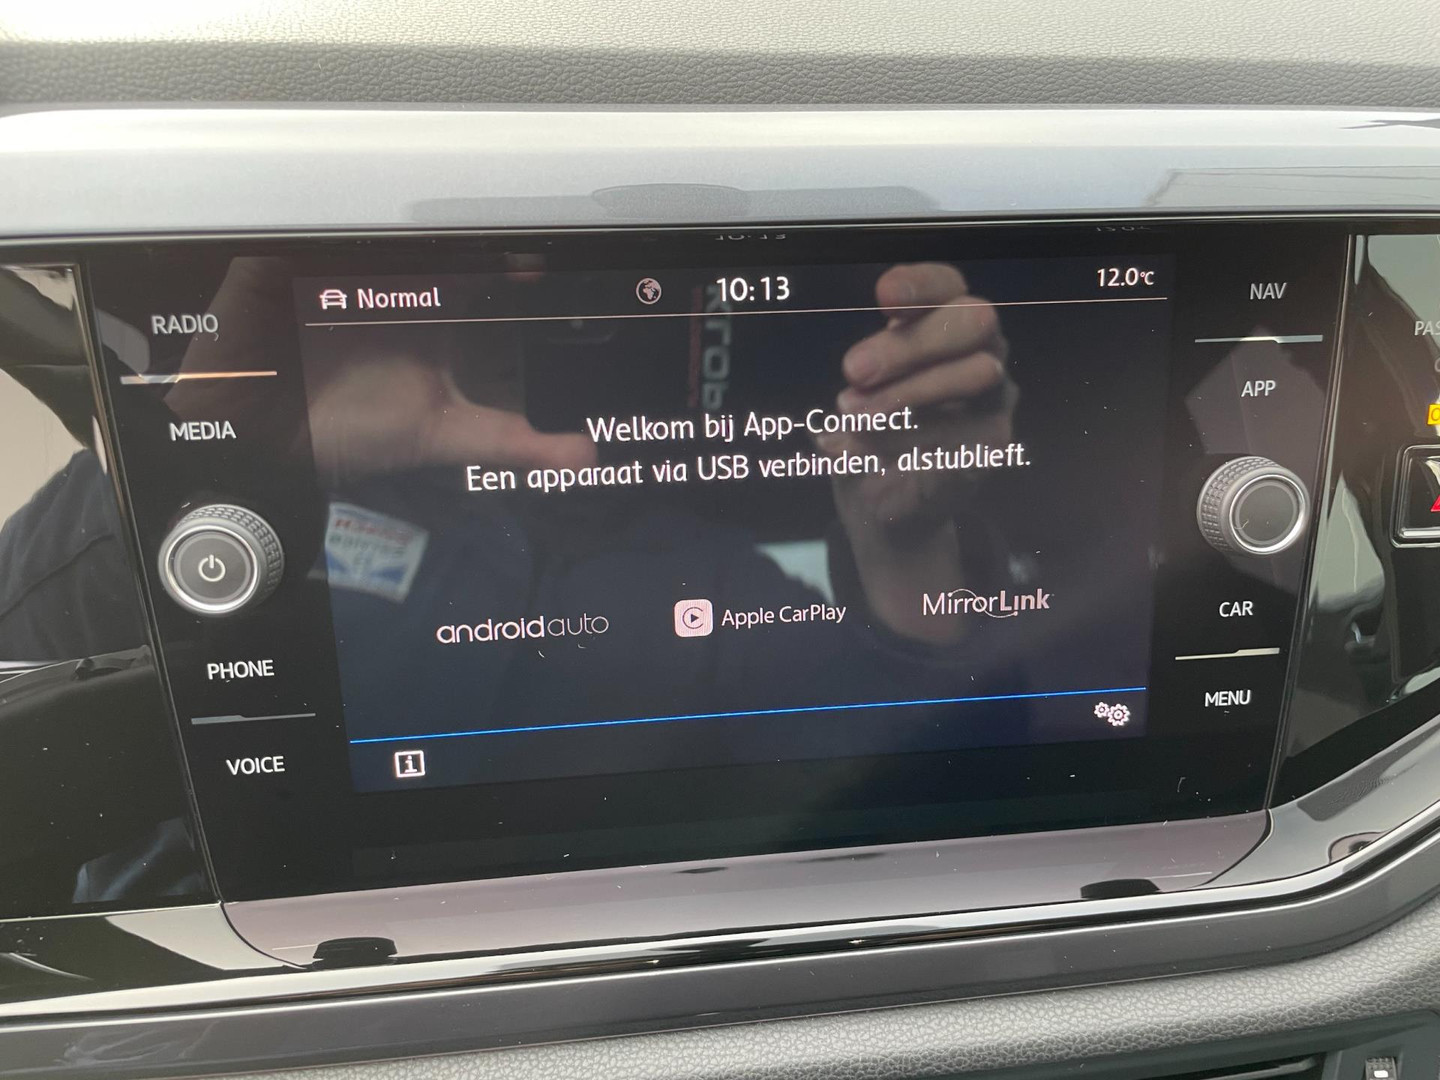 Normal
10:13
12.0°C
RADIO
MEDIA
PHONE
VOICE
Welkom bij App-Connect.
Een apparaat via USB verbinden, alstublieft.
androidauto
Apple CarPlay
MirrorLink
NAV
APP
CAR
MENU